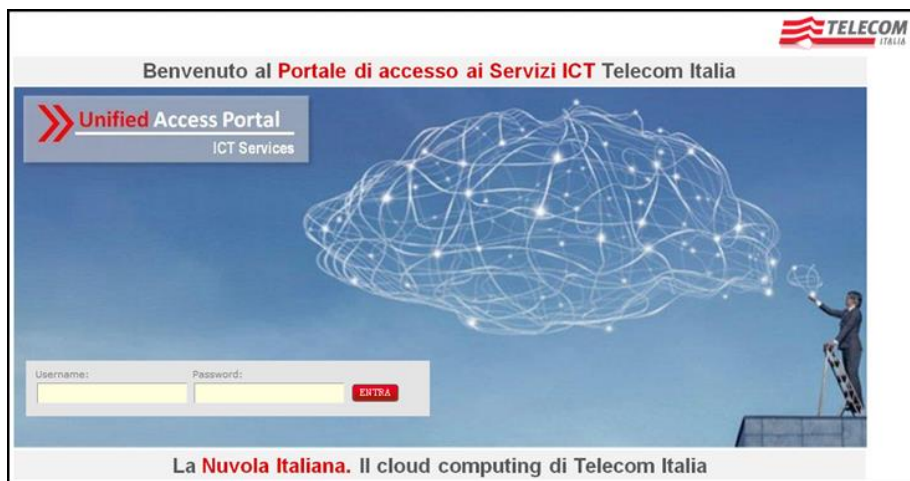 TELECOM
ITALIA
Benvenuto al Portale di accesso ai Servizi ICT Telecom Italia
Unified Access Portal
ICT Services
Username:
Password:
ENTRA
La Nuvola Italiana. Il cloud computing di Telecom Italia